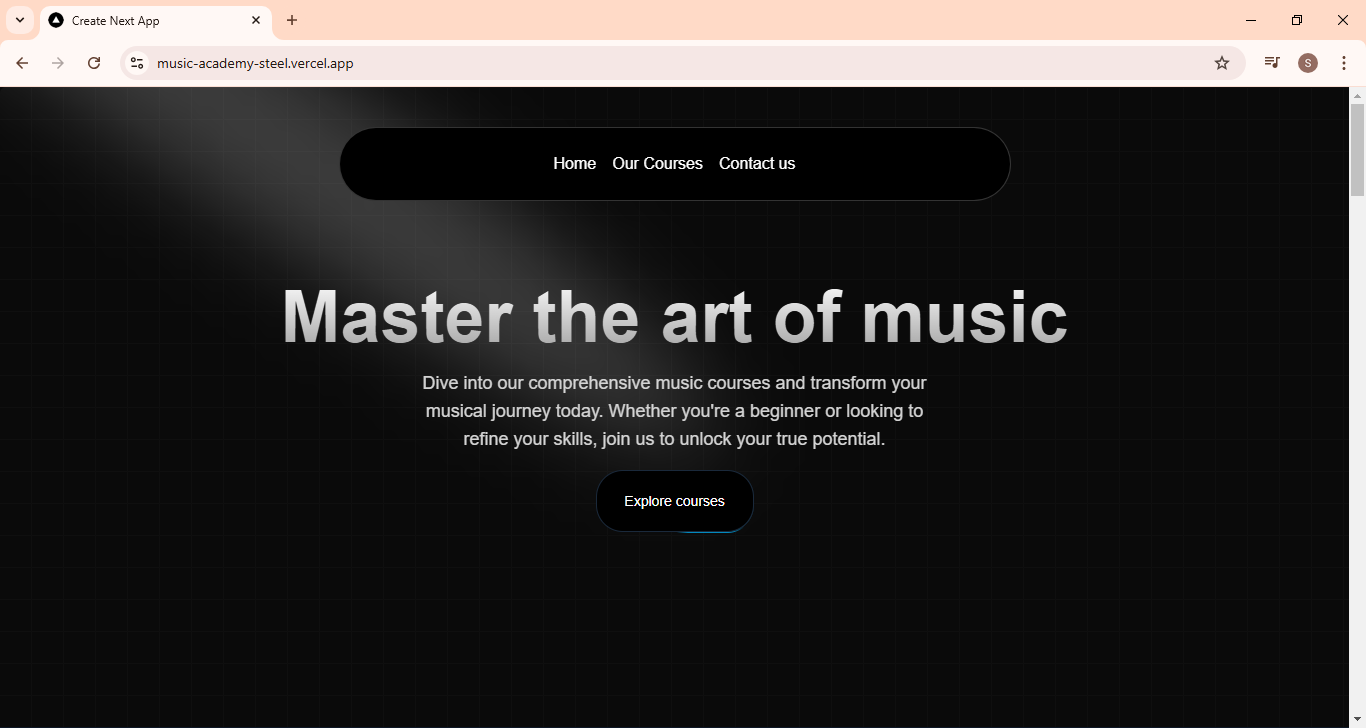 Create Next App
music-academy-steel.vercel.app
S
Home Our Courses Contact us
Master the art of music
Dive into our comprehensive music courses and transform your
musical journey today. Whether you're a beginner or looking to
refine your skills, join us to unlock your true potential.
Explore courses